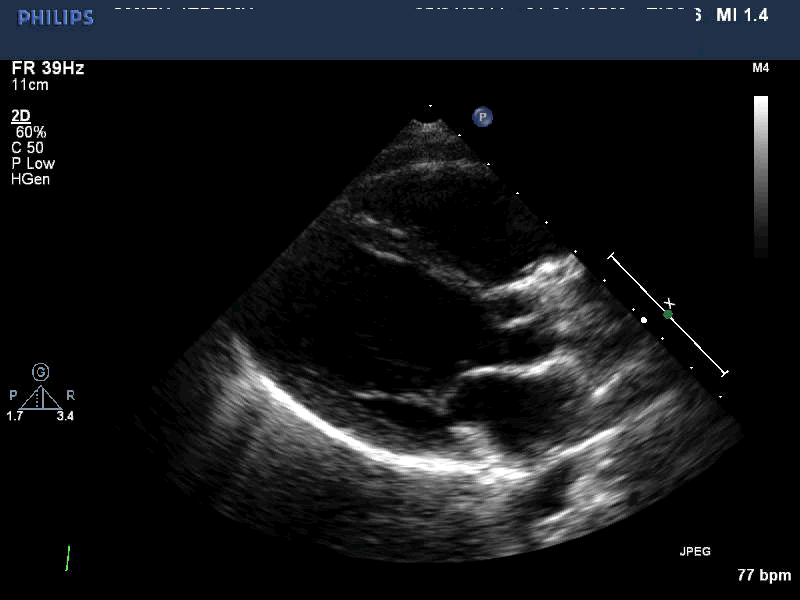 PHILIPS
MI 1.4
FR 39Hz
11cm
M4
P
2D
60%
C 50
P Low
HGen
X
G
P R
1.7 3.4
JPEG
77 bpm